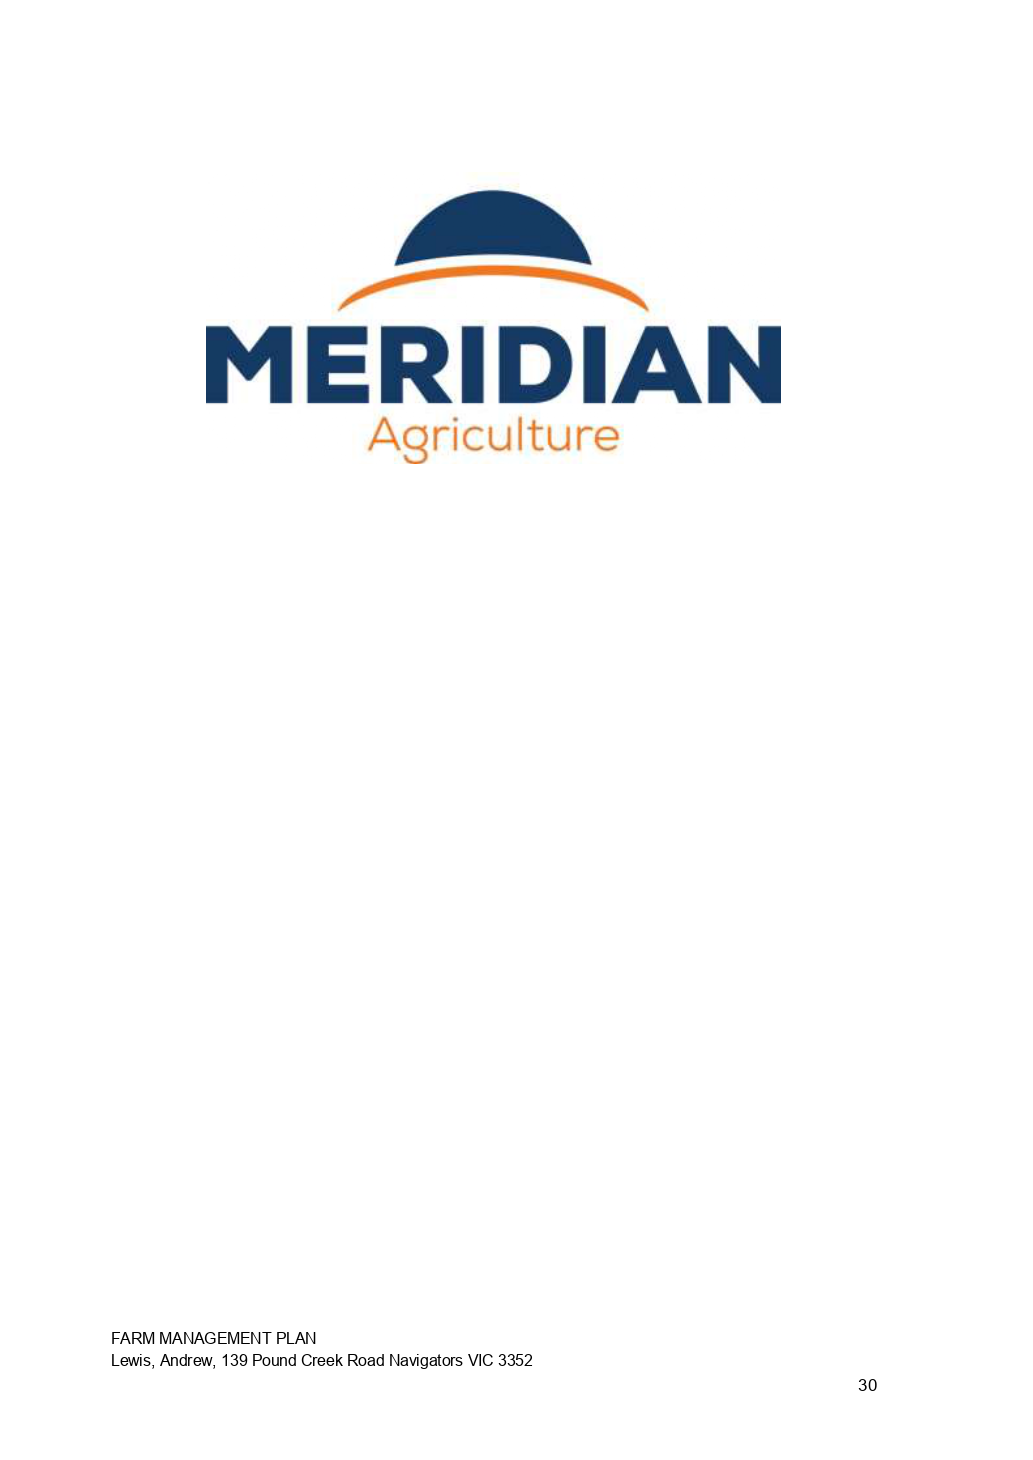 MERIDIAN
Agriculture
FARM MANAGEMENT PLAN
Lewis, Andrew, 139 Pound Creek Road Navigators VIC 3352
30